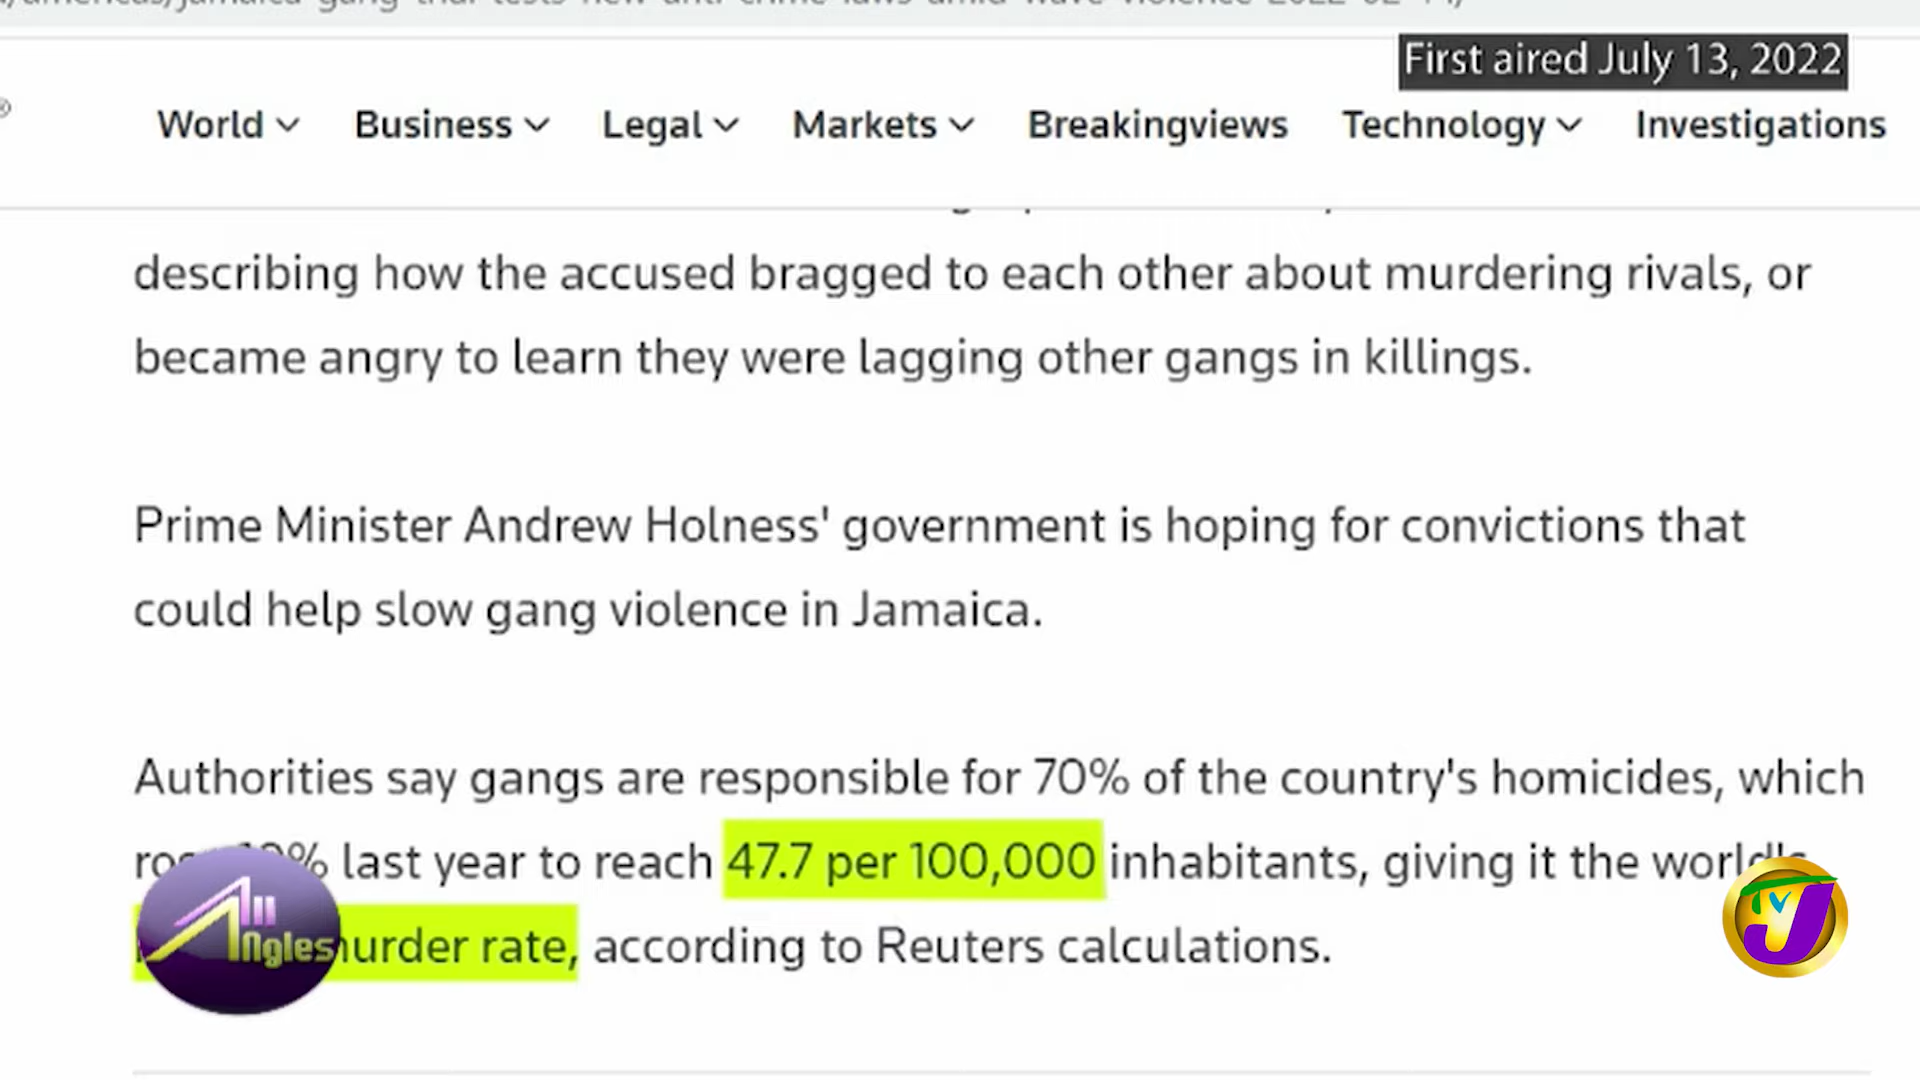 First aired July 13, 2022
World Business Legal Markets Breakingviews Technology Investigations
describing how the accused bragged to each other about murdering rivals, or
became angry to learn they were lagging other gangs in killings.
Prime Minister Andrew Holness' government is hoping for convictions that
could help slow gang violence in Jamaica.
Authorities say gangs are responsible for 70% of the country's homicides, which
last year to reach 47.7 per 100,000 inhabitants, giving it the world's
murder rate, according to Reuters calculations.
All Angles
TVJ